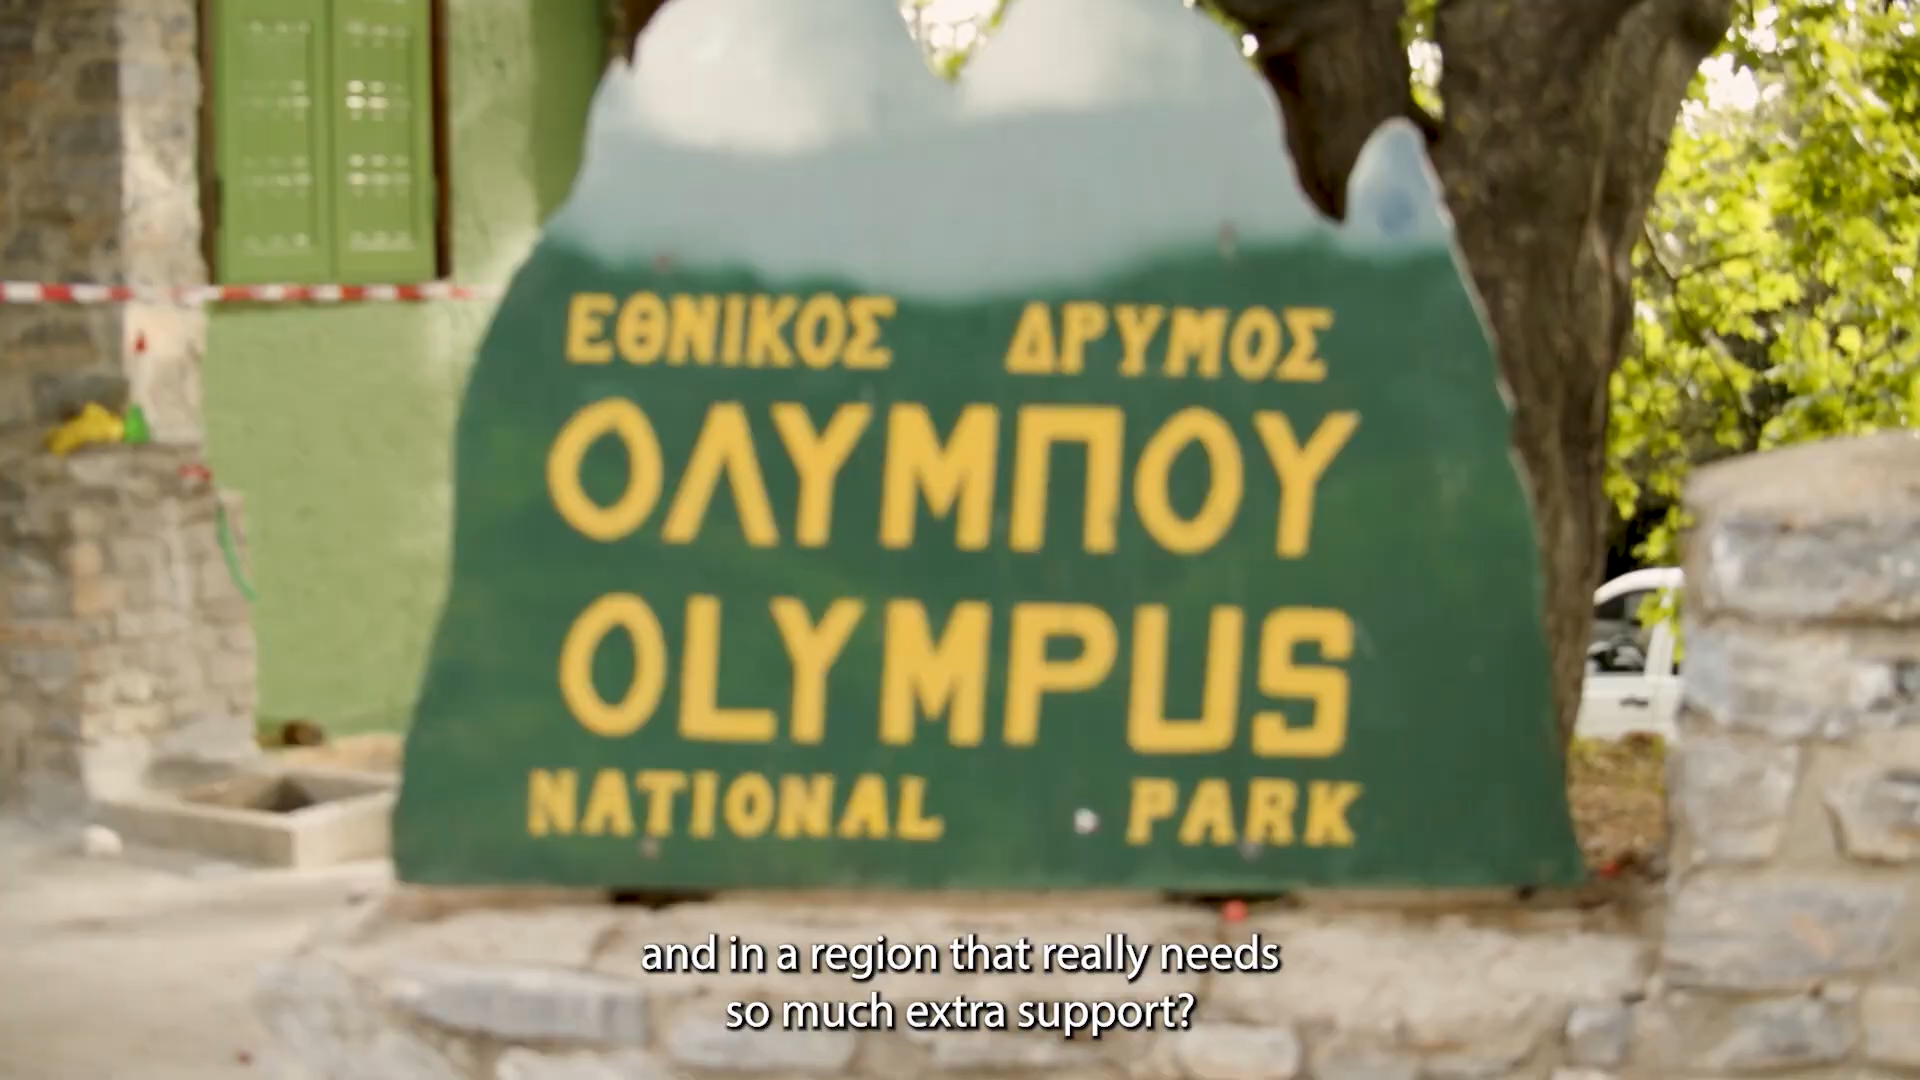 ΕΘΝΙΚΟΣ ΔΡΥΜΟΣ
ΟΛΥΜΠΟΥ
OLYMPUS
NATIONAL PARK
and in a region that really needs
so much extra support?